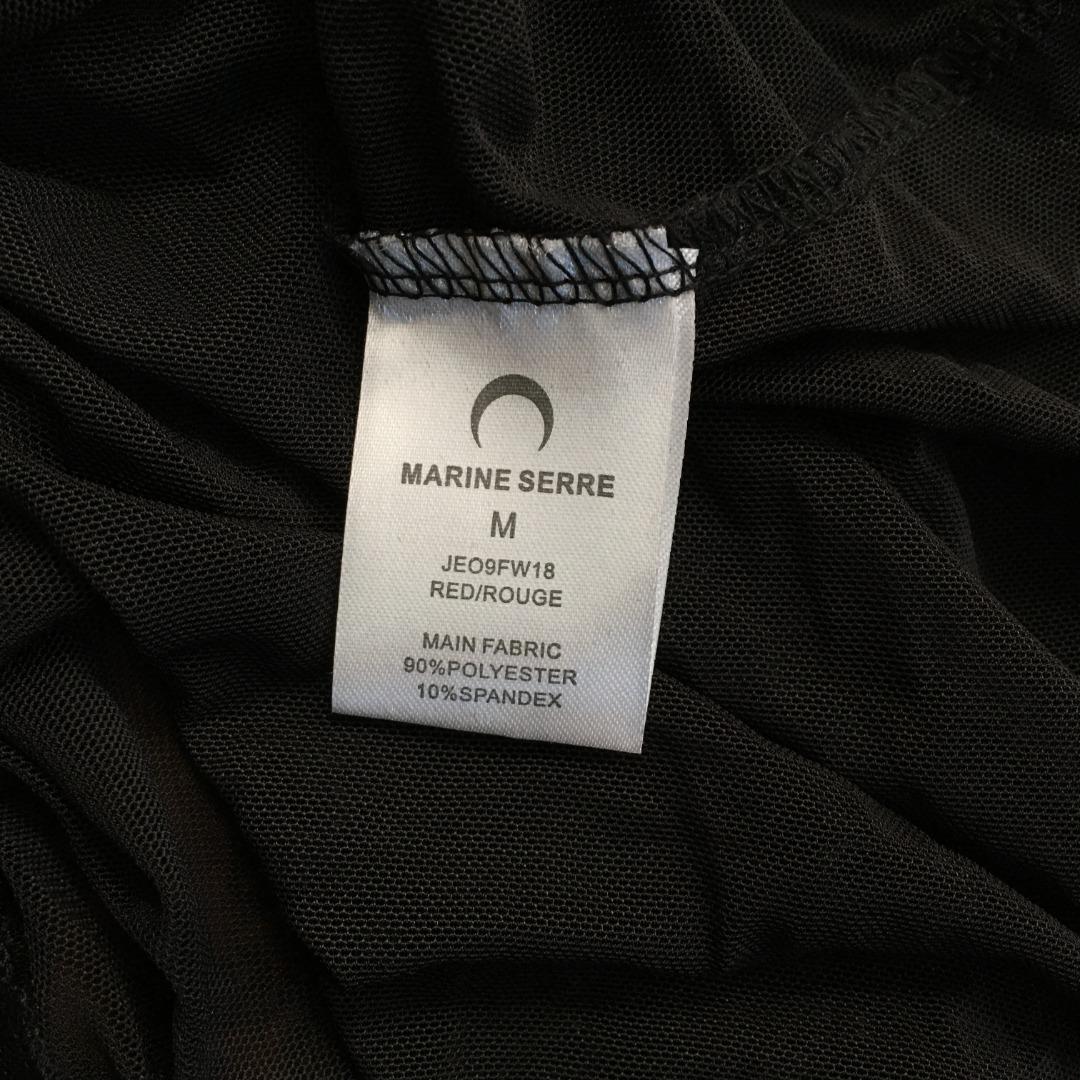 MARINE SERRE
M
JEO9FW18
RED/ROUGE
MAIN FABRIC
90%POLYESTER
10%SPANDEX